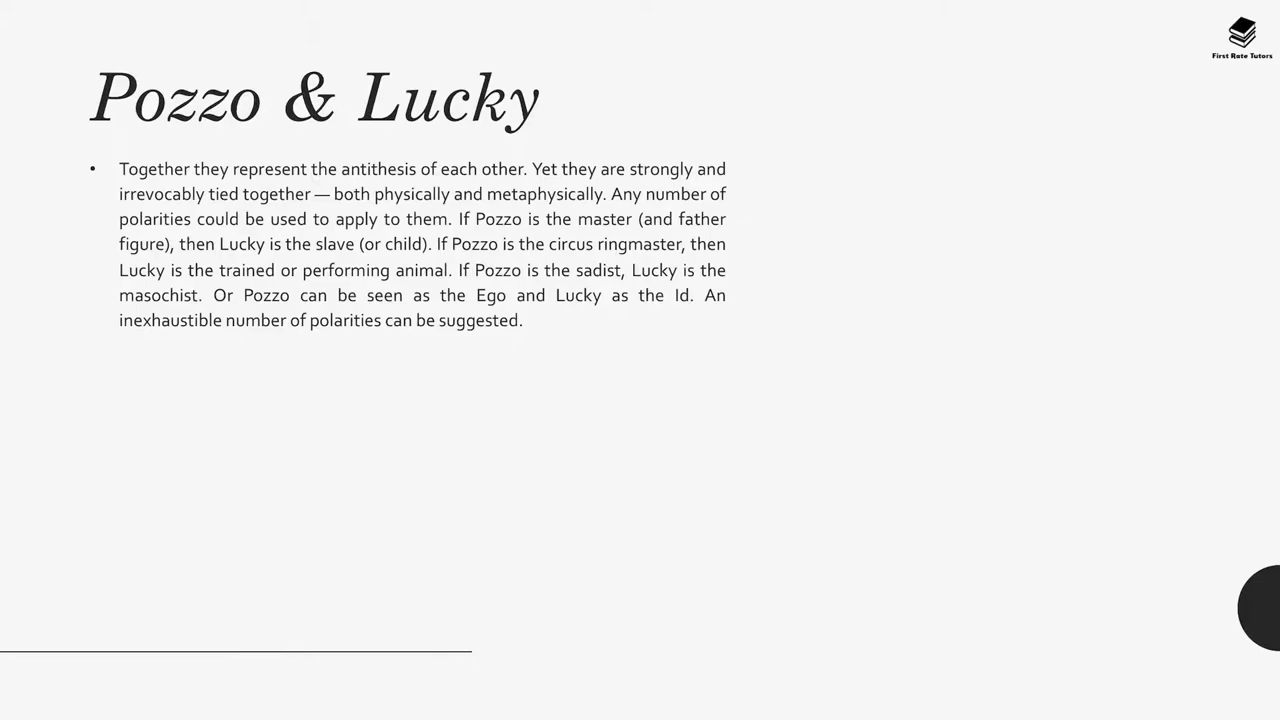 First Rate Tutors
Pozzo & Lucky
• Together they represent the antithesis of each other. Yet they are strongly and
irrevocably tied together — both physically and metaphysically. Any number of
polarities could be used to apply to them. If Pozzo is the master (and father
figure), then Lucky is the slave (or child). If Pozzo is the circus ringmaster, then
Lucky is the trained or performing animal. If Pozzo is the sadist, Lucky is the
masochist. Or Pozzo can be seen as the Ego and Lucky as the Id. An
inexhaustible number of polarities can be suggested.